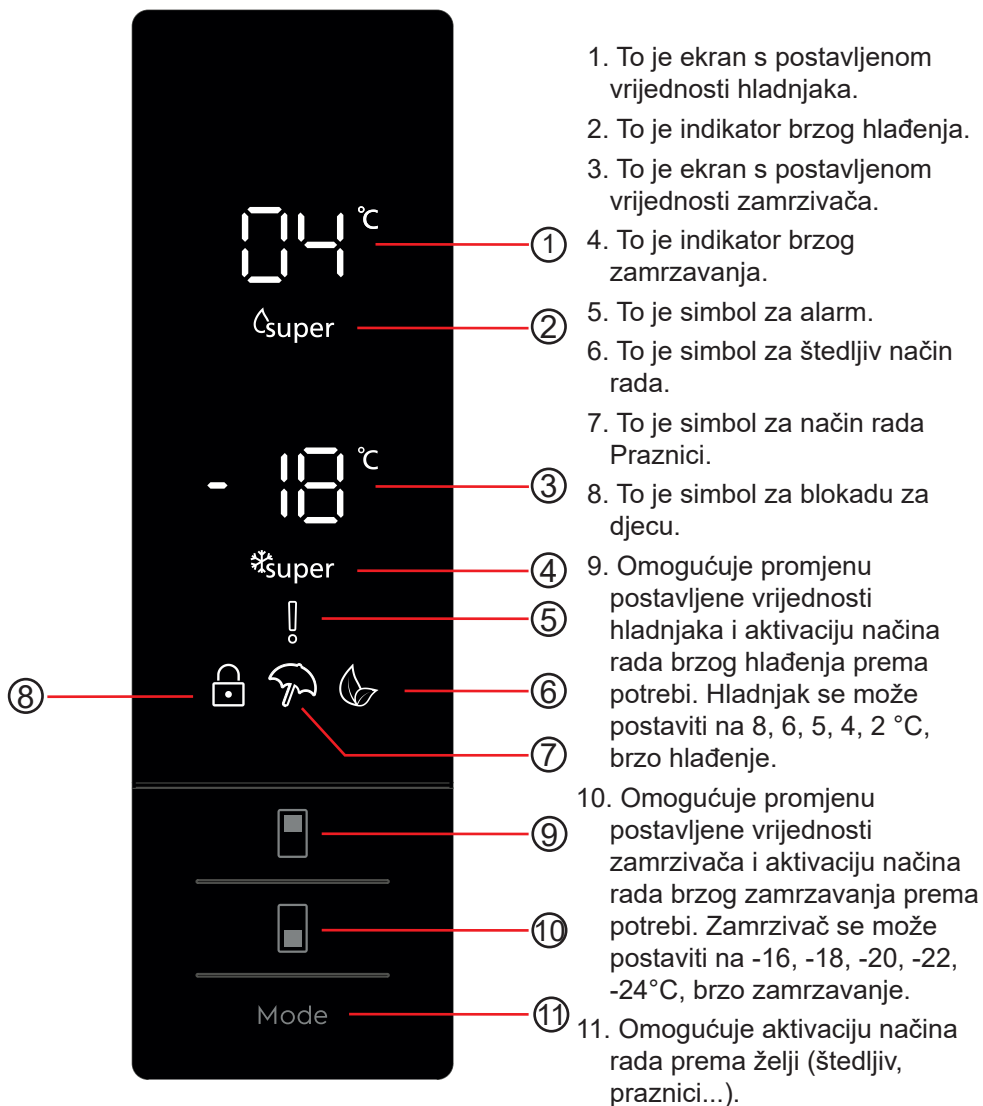 04 °C
①
super
②
- 18 °C
③
super
④
⑤
⑧
⑥
⑦
⑨
⑩
Mode
⑪
1. To je ekran s postavljenom
vrijednosti hladnjaka.
2. To je indikator brzog hlađenja.
3. To je ekran s postavljenom
vrijednosti zamrzivača.
4. To je indikator brzog
zamrzavanja.
5. To je simbol za alarm.
6. To je simbol za štedljiv način
rada.
7. To je simbol za način rada
Praznici.
8. To je simbol za blokadu za
djecu.
9. Omogućuje promjenu
postavljene vrijednosti
hladnjaka i aktivaciju načina
rada brzog hlađenja prema
potrebi. Hladnjak se može
postaviti na 8, 6, 5, 4, 2 °C,
brzo hlađenje.
10. Omogućuje promjenu
postavljene vrijednosti
zamrzivača i aktivaciju načina
rada brzog zamrzavanja prema
potrebi. Zamrzivač se može
postaviti na -16, -18, -20, -22,
-24°C, brzo zamrzavanje.
11. Omogućuje aktivaciju načina
rada prema želji (štedljiv,
praznici...).